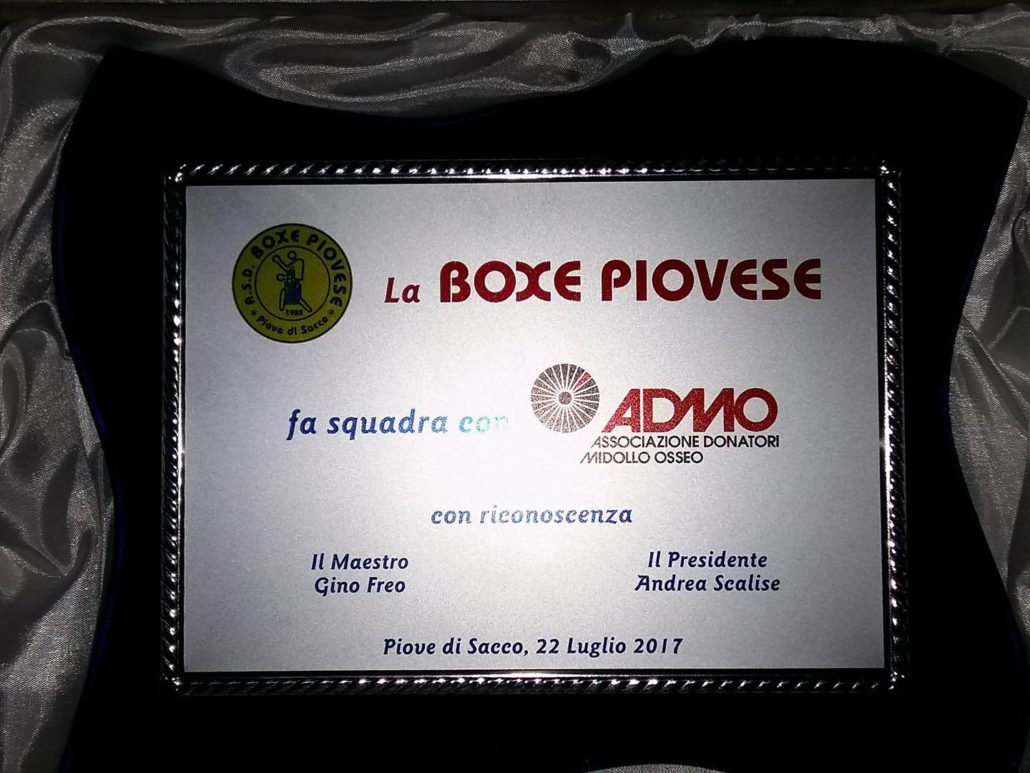 A.S.D. BOXE PIOVESE
1985
Piove di Sacco
La BOXE PIOVESE
fa squadra con
ADMO
ASSOCIAZIONE DONATORI
MIDOLLO OSSEO
con riconoscenza
Il Maestro
Gino Freo
Il Presidente
Andrea Scalise
Piove di Sacco, 22 Luglio 2017